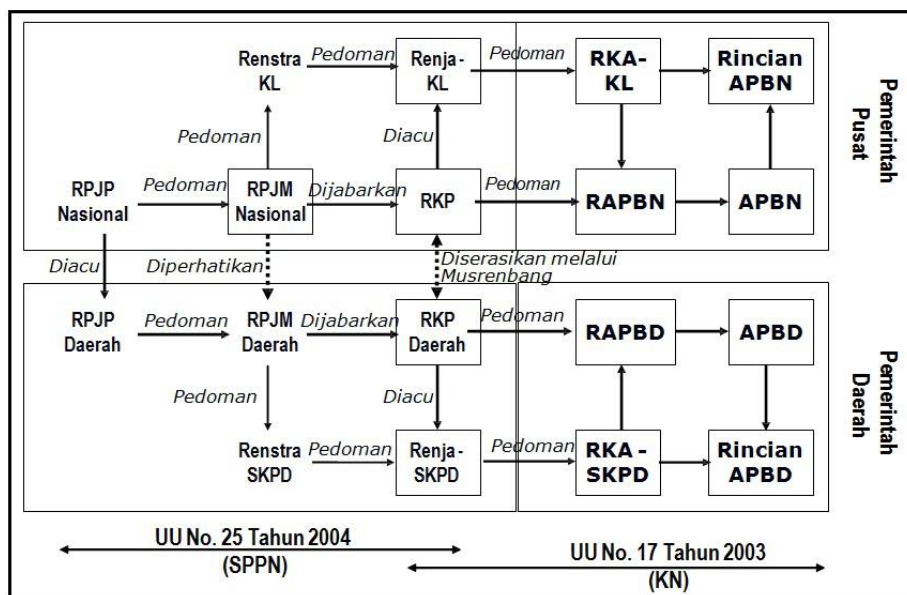 Renstra
KL
Pedoman
Renja -
KL
Pedoman
RKA-
KL
Rincian
APBN
Pemerintah
Pusat
Pedoman
Diacu
RPJP
Nasional
Pedoman
RPJM
Nasional
Dijabarkan
RKP
Pedoman
RAPBN
APBN
Diacu
Diperhatikan
Diserasikan melalui
Musrenbang
RPJP
Daerah
Pedoman
RPJM
Daerah
Dijabarkan
RKP
Daerah
Pedoman
RAPBD
APBD
Pemerintah
Daerah
Pedoman
Diacu
Renstra
SKPD
Pedoman
Renja-
SKPD
Pedoman
RKA -
SKPD
Rincian
APBD
UU No. 25 Tahun 2004
(SPPN)
UU No. 17 Tahun 2003
(KN)